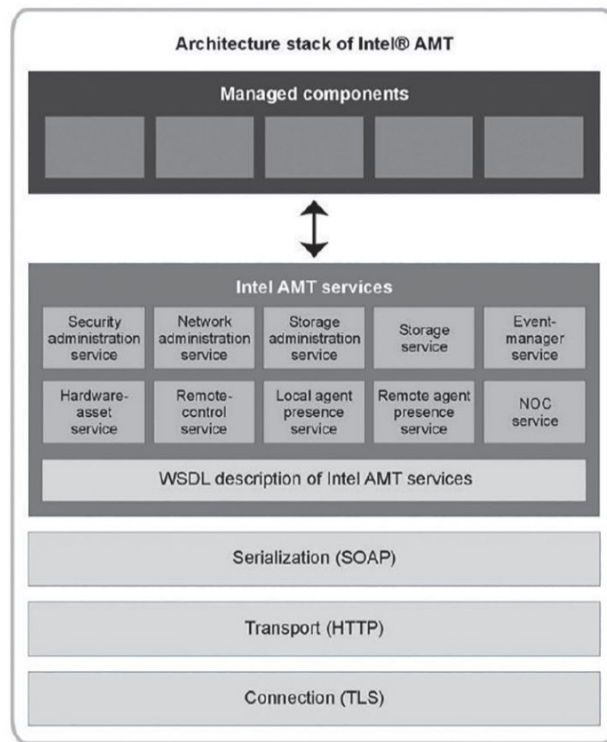 Architecture stack of Intel® AMT
Managed components
Intel AMT services
Security
administration
service
Network
administration
service
Storage
administration
service
Storage
service
Event-
manager
service
Hardware-
asset
service
Remote-
control
service
Local agent
presence
service
Remote agent
presence
service
NOC
service
WSDL description of Intel AMT services
Serialization (SOAP)
Transport (HTTP)
Connection (TLS)